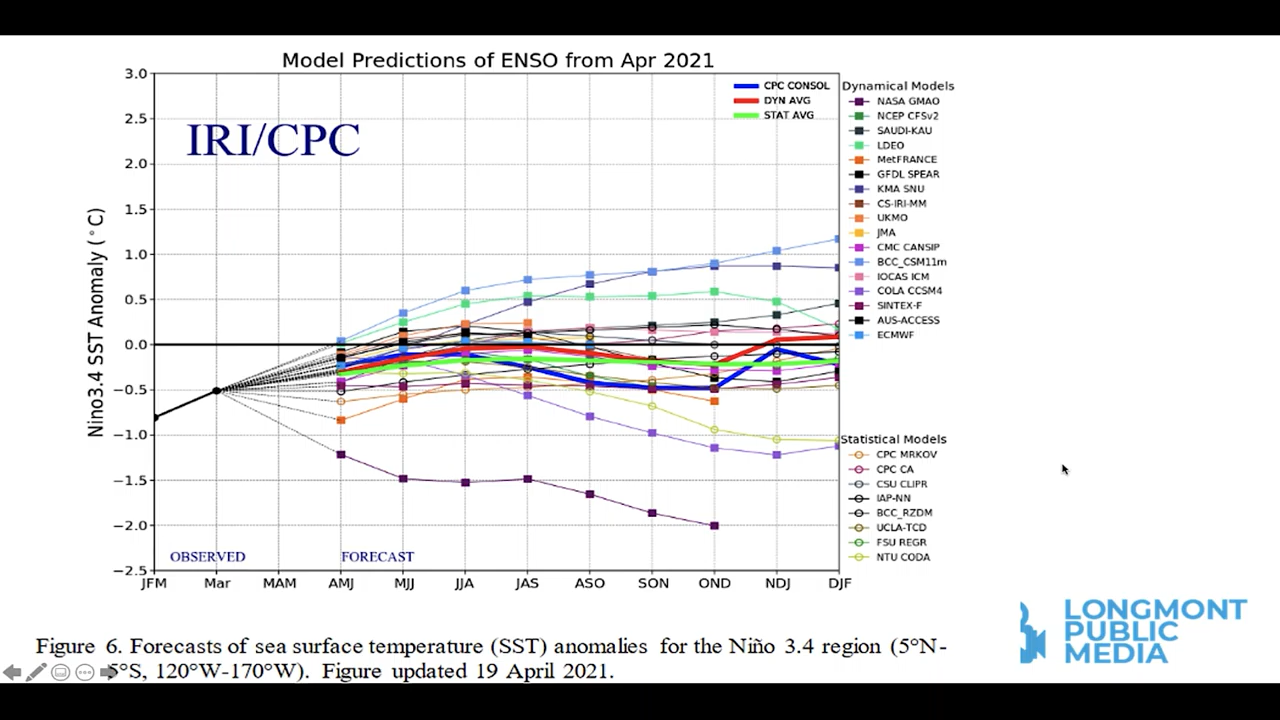 Model Predictions of ENSO from Apr 2021
IRI/CPC
Nino3.4 SST Anomaly (°C)
3.0
2.5
2.0
1.5
1.0
0.5
0.0
−0.5
−1.0
−1.5
−2.0
−2.5
CPC CONSOL
DYN AVG
STAT AVG
Dynamical Models
NASA GMAO
NCEP CFSv2
SAUDI-KAU
LDEO
MetFRANCE
GFDL SPEAR
KMA SNU
CS-IRI-MM
UKMO
JMA
CMC CANSIP
BCC_CSM11m
IOCAS ICM
COLA CCSM4
SINTEX-F
AUS-ACCESS
ECMWF
Statistical Models
CPC MRKOV
CPC CA
CSU CLIPR
IAP-NN
BCC_RZDM
UCLA-TCD
FSU REGR
NTU CODA
OBSERVED FORECAST
JFM Mar MAM AMJ MJJ JJA JAS ASO SON OND NDJ DJF
LONGMONT
PUBLIC
MEDIA
Figure 6. Forecasts of sea surface temperature (SST) anomalies for the Niño 3.4 region (5°N-
5°S, 120°W-170°W). Figure updated 19 April 2021.